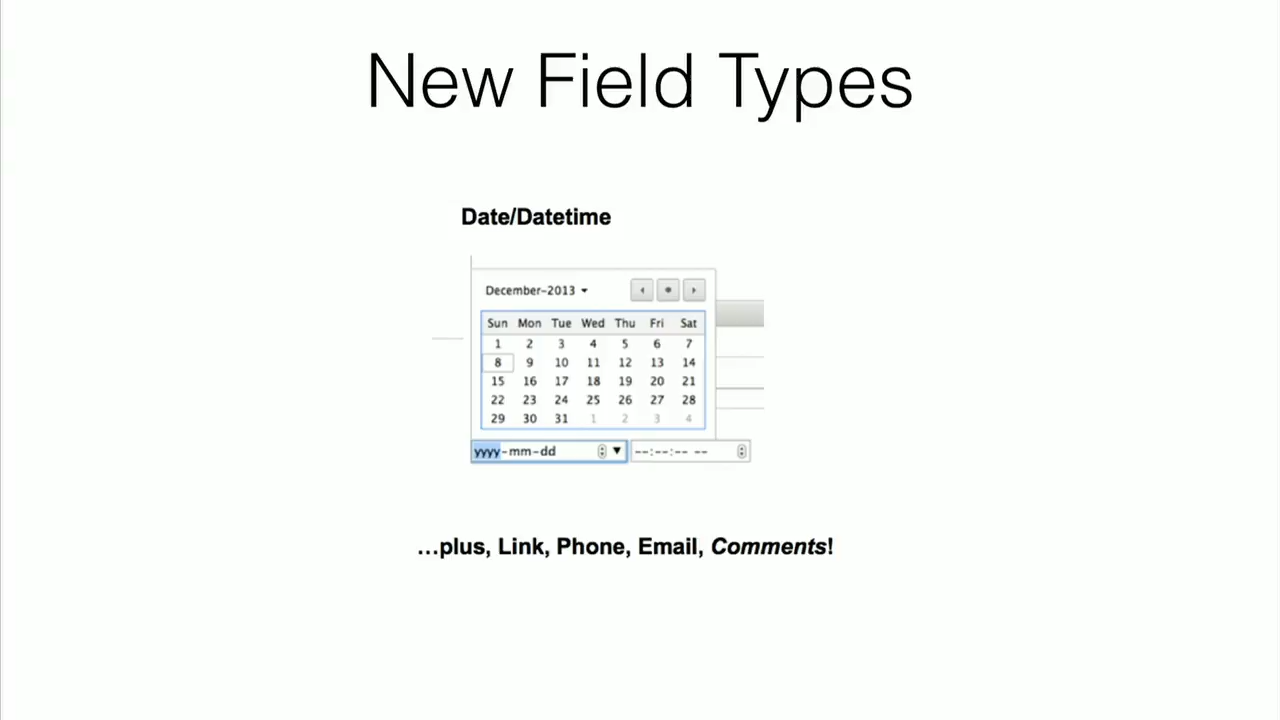 New Field Types
Date/Datetime
December-2013
Sun Mon Tue Wed Thu Fri Sat
1 2 3 4 5 6 7
8 9 10 11 12 13 14
15 16 17 18 19 20 21
22 23 24 25 26 27 28
29 30 31 1 2 3 4
yyyy-mm-dd --:--:-- --
…plus, Link, Phone, Email, Comments!